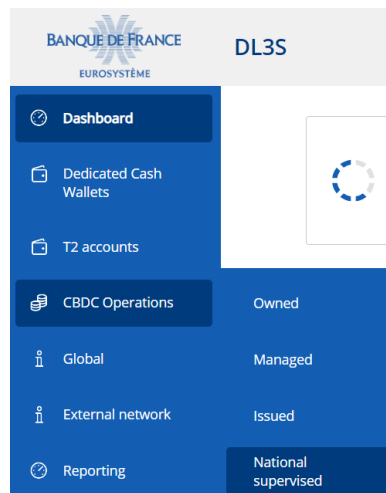 BANQUE DE FRANCE
EUROSYSTÈME
DL3S
Dashboard
Dedicated Cash
Wallets
T2 accounts
CBDC Operations
Global
External network
Reporting
Owned
Managed
Issued
National
supervised